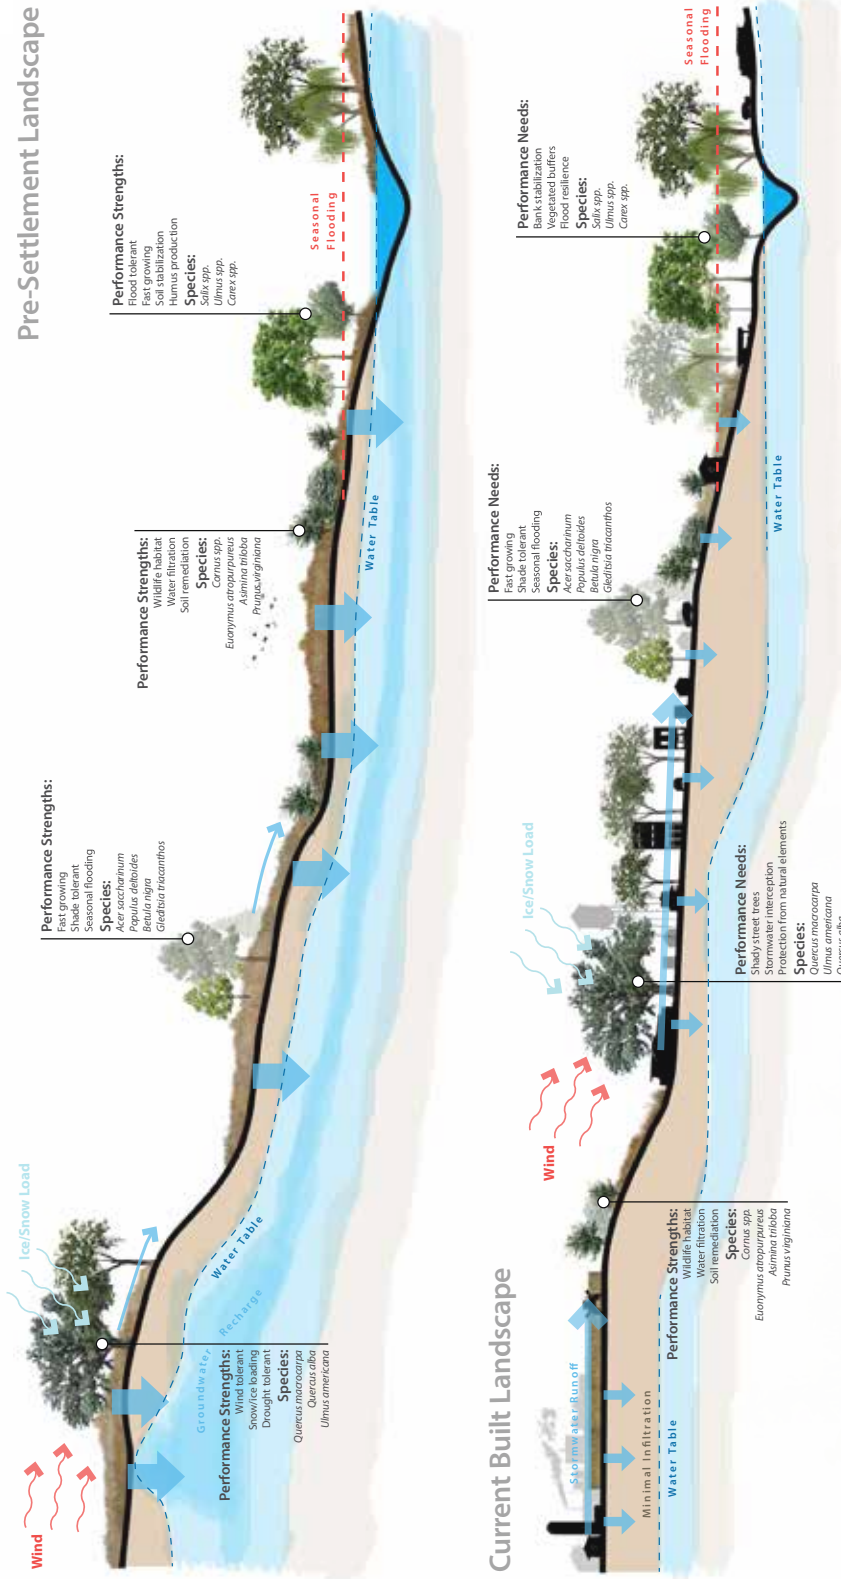 Pre-Settlement Landscape
Wind
Ice/Snow Load
Performance Strengths:
Wind tolerant
Snow/ice loading
Drought tolerant
Species:
Quercus macrocarpa
Quercus alba
Ulmus americana
Groundwater Recharge
Water Table
Performance Strengths:
Fast growing
Shade tolerant
Seasonal flooding
Species:
Acer saccharinum
Populus deltoides
Betula nigra
Gleditsia triacanthos
Performance Strengths:
Wildlife habitat
Water filtration
Soil remediation
Species:
Cornus spp.
Euonymus atropurpureus
Asimina triloba
Prunus virginiana
Water Table
Performance Strengths:
Flood tolerant
Fast growing
Soil stabilization
Humus production
Species:
Salix spp.
Ulmus spp.
Carex spp.
Seasonal
Flooding
Current Built Landscape
Stormwater Runoff
Minimal Infiltration
Water Table
Performance Strengths:
Wildlife habitat
Water filtration
Soil remediation
Species:
Cornus spp.
Euonymus atropurpureus
Asimina triloba
Prunus virginiana
Wind
Ice/Snow Load
Performance Needs:
Shady street trees
Stormwater interception
Protection from natural elements
Species:
Quercus macrocarpa
Ulmus americana
Performance Needs:
Fast growing
Shade tolerant
Seasonal flooding
Species:
Acer saccharinum
Populus deltoides
Betula nigra
Gleditsia triacanthos
Water Table
Performance Needs:
Bank stabilization
Vegetated buffers
Flood resilience
Species:
Salix spp.
Ulmus spp.
Carex spp.
Seasonal
Flooding